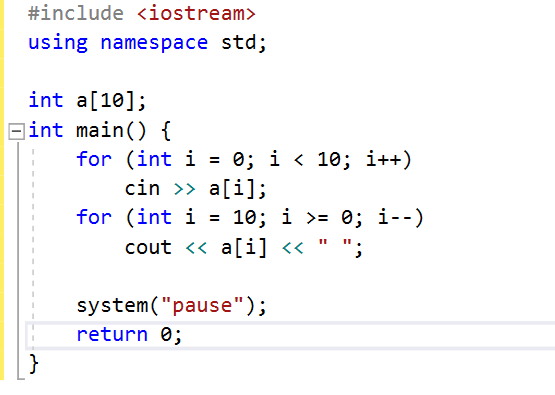 #include <iostream>
using namespace std;
int a[10];
int main() {
for (int i = 0; i < 10; i++)
cin >> a[i];
for (int i = 10; i >= 0; i--)
cout << a[i] << " ";
system("pause");
return 0;
}